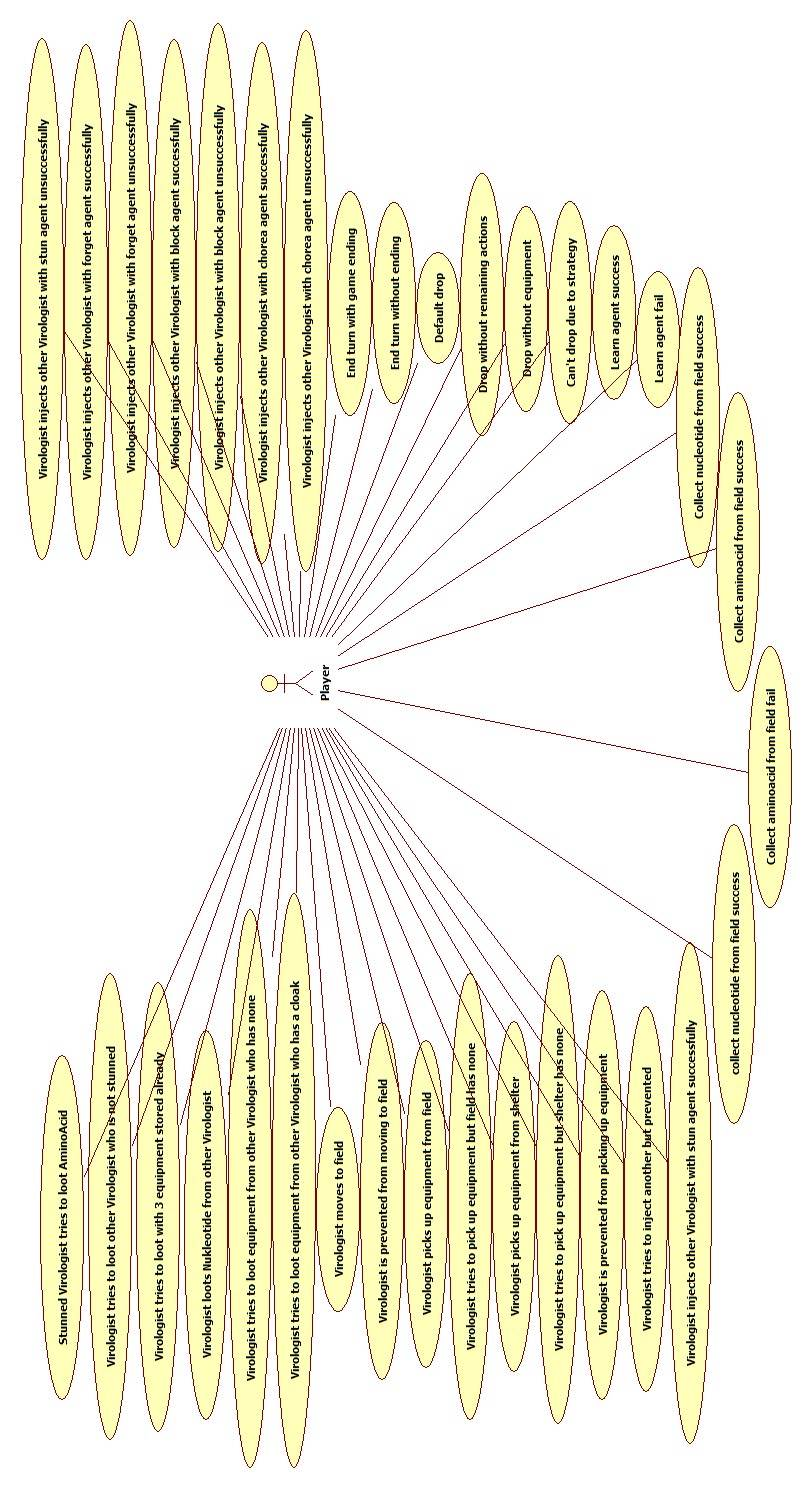 Virologist injects other Virologist with stun agent unsuccessfully
Virologist injects other Virologist with forget agent successfully
Virologist injects other Virologist with forget agent unsuccessfully
Virologist injects other Virologist with block agent successfully
Virologist injects other Virologist with block agent unsuccessfully
Virologist injects other Virologist with chorea agent successfully
Virologist injects other Virologist with chorea agent unsuccessfully
End turn with game ending
End turn without ending
Default drop
Drop without remaining actions
Drop without equipment
Can't drop due to strategy
Learn agent success
Learn agent fail
Collect nucleotide from field success
Collect aminoacid from field success
Player
Collect aminoacid from field fail
collect nucleotide from field success
Stunned Virologist tries to loot AminoAcid
Virologist tries to loot other Virologist who is not stunned
Virologist tries to loot with 3 equipment stored already
Virologist loots Nukleotide from other Virologist
Virologist tries to loot equipment from other Virologist who has none
Virologist tries to loot equipment from other Virologist who has a cloak
Virologist moves to field
Virologist is prevented from moving to field
Virologist picks up equipment from field
Virologist tries to pick up equipment but field has none
Virologist picks up equipment from shelter
Virologist tries to pick up equipment but shelter has none
Virologist is prevented from picking up equipment
Virologist tries to inject another but prevented
Virologist injects other Virologist with stun agent successfully